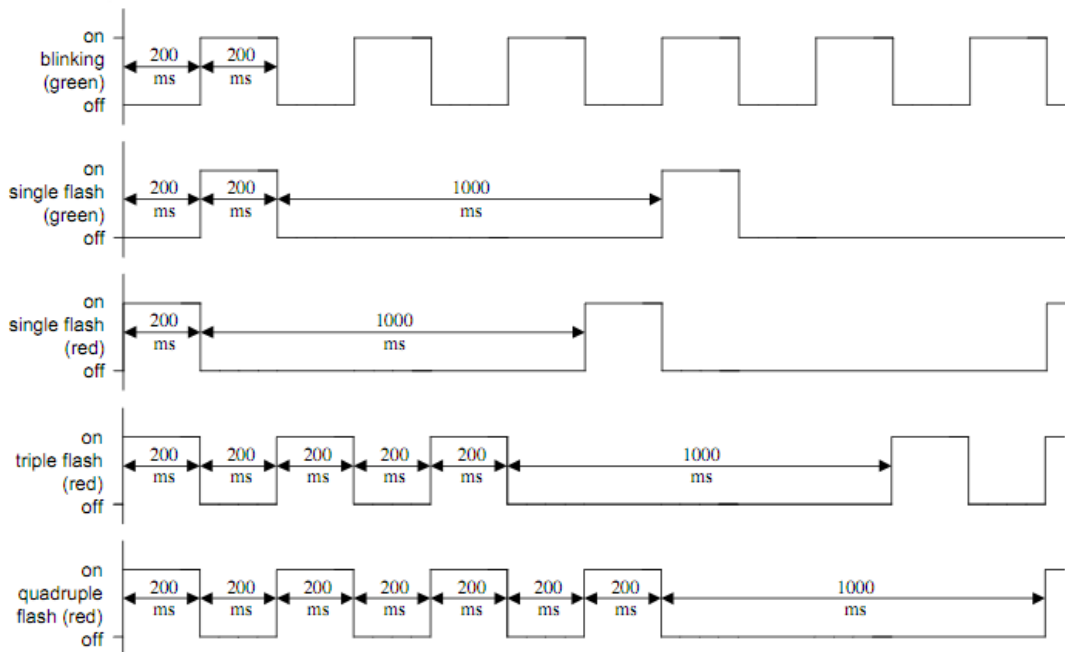 on
blinking
(green)
off
200 200
ms ms
on
single flash
(green)
off
200 200 1000
ms ms ms
on
single flash
(red)
off
200 1000
ms ms
on
triple flash
(red)
off
200 200 200 200 200 1000
ms ms ms ms ms ms
on
quadruple
flash (red)
off
200 200 200 200 200 200 1000
ms ms ms ms ms ms ms